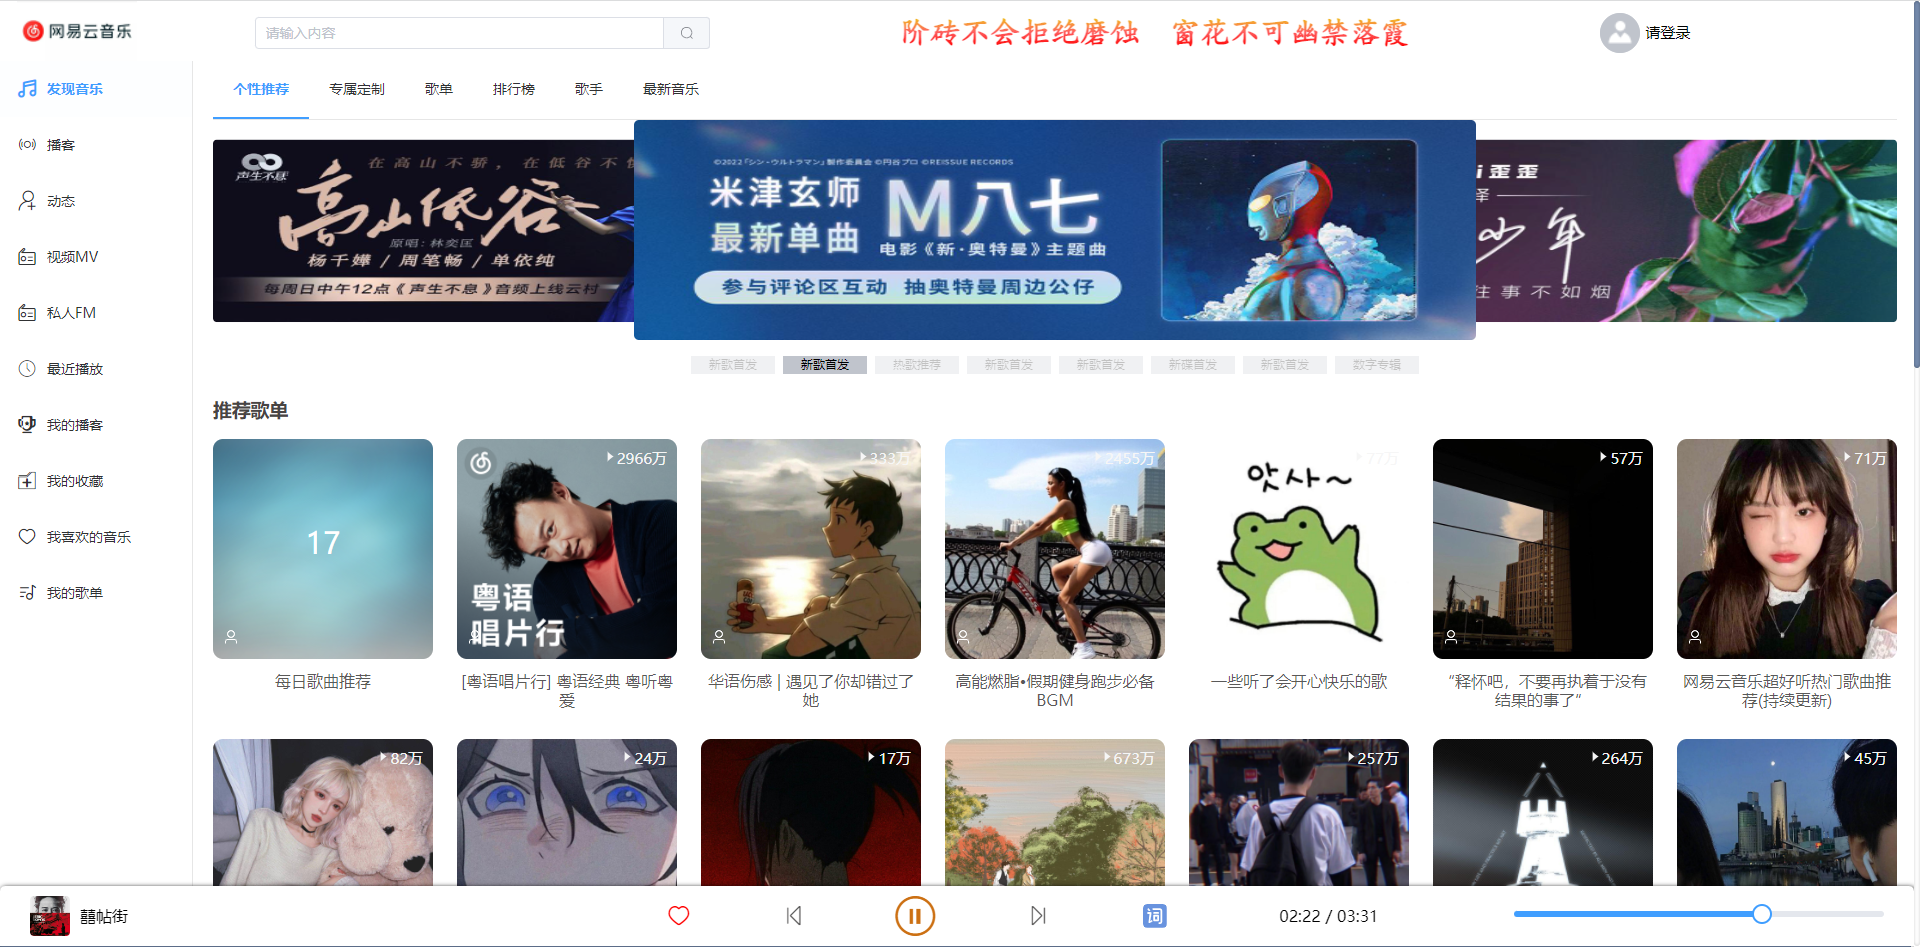 网易云音乐
请输入内容
阶砖不会拒绝磨蚀 窗花不可幽禁落霞
请登录
发现音乐
播客
动态
视频MV
私人FM
最近播放
我的播客
我的收藏
我喜欢的音乐
我的歌单
个性推荐 专属定制 歌单 排行榜 歌手 最新音乐
声生不息
在高山不骄，在低谷不
高山低谷
原唱：林奕匡
杨千嬅 / 周笔畅 / 单依纯
每周日中午12点《声生不息》音频上线云村
©2022「シン・ウルトラマン」製作委員会 ©円谷プロ ©REISSUE RECORDS
米津玄师
最新单曲
M八七
电影《新·奥特曼》主题曲
参与评论区互动 抽奥特曼周边公仔
i歪歪
少年
往事不如烟
新歌首发 新歌首发 热歌推荐 新歌首发 新歌首发 新碟首发 新歌首发 数字专辑
推荐歌单
17
每日歌曲推荐
2966万
粤语
唱片行
[粤语唱片行] 粤语经典 粤听粤
爱
333万
华语伤感 | 遇见了你却错过了
她
2455万
高能燃脂•假期健身跑步必备
BGM
77万
앗사~
一些听了会开心快乐的歌
57万
“释怀吧，不要再执着于没有
结果的事了”
71万
网易云音乐超好听热门歌曲推
荐(持续更新)
82万
24万
17万
673万
257万
264万
45万
囍帖街
词
02:22 / 03:31